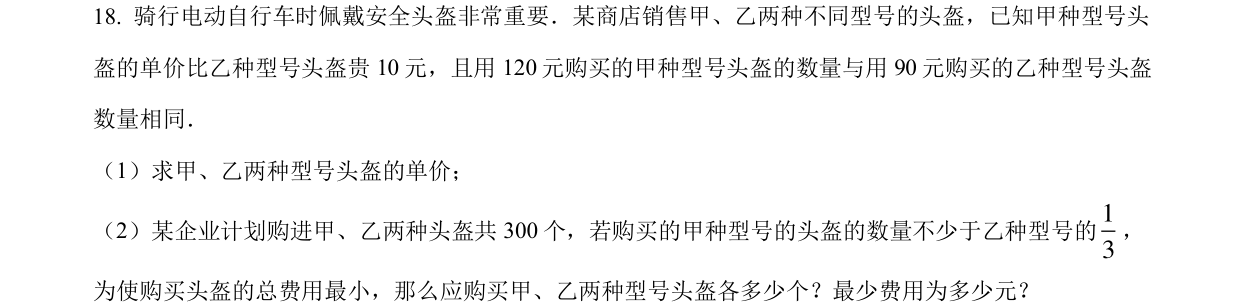 18. 骑行电动自行车时佩戴安全头盔非常重要．某商店销售甲、乙两种不同型号的头盔，已知甲种型号头
盔的单价比乙种型号头盔贵 10 元，且用 120 元购买的甲种型号头盔的数量与用 90 元购买的乙种型号头盔
数量相同．
（1）求甲、乙两种型号头盔的单价；
（2）某企业计划购进甲、乙两种头盔共 300 个，若购买的甲种型号的头盔的数量不少于乙种型号的 1/3，
为使购买头盔的总费用最小，那么应购买甲、乙两种型号头盔各多少个？最少费用为多少元？